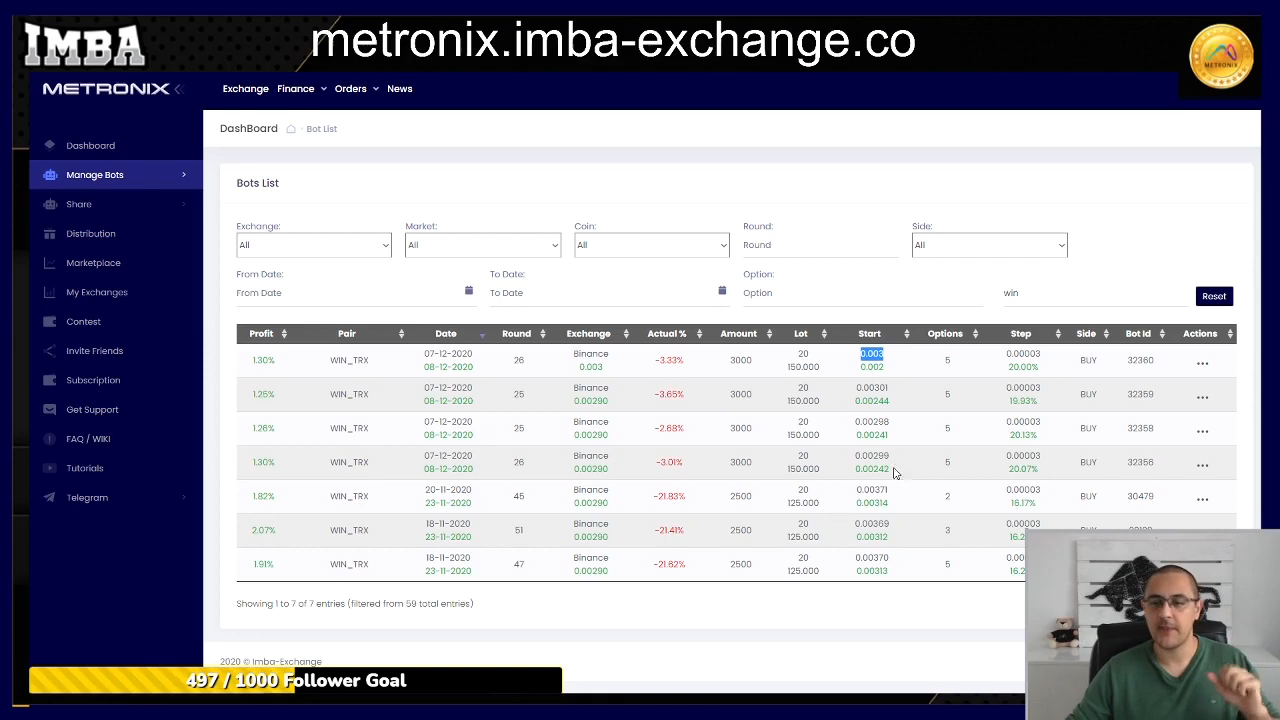 IMBA
metronix.imba-exchange.co
METRONIX
METRONIX
Exchange Finance Orders News
DashBoard - Bot List
Dashboard
Manage Bots
Share
Distribution
Marketplace
My Exchanges
Contest
Invite Friends
Subscription
Get Support
FAQ / WIKI
Tutorials
Telegram
Bots List
Exchange: Market: Coin: Round: Side:
All All All Round All
From Date: To Date: Option:
From Date To Date Option win Reset
Profit Pair Date Round Exchange Actual % Amount Lot Start Options Step Side Bot Id Actions
1.30% WIN_TRX 07-12-2020 26 Binance -3.33% 3000 20 0.003 5 0.00003 BUY 32360 ...
08-12-2020 0.003 150.000 0.002 20.00%
1.25% WIN_TRX 07-12-2020 25 Binance -3.65% 3000 20 0.00301 5 0.00003 BUY 32359 ...
08-12-2020 0.00290 150.000 0.00244 19.93%
1.26% WIN_TRX 07-12-2020 25 Binance -2.68% 3000 20 0.00298 5 0.00003 BUY 32358 ...
08-12-2020 0.00290 150.000 0.00241 20.13%
1.30% WIN_TRX 07-12-2020 26 Binance -3.01% 3000 20 0.00299 5 0.00003 BUY 32356 ...
08-12-2020 0.00290 150.000 0.00242 20.07%
1.82% WIN_TRX 20-11-2020 45 Binance -21.83% 2500 20 0.00371 2 0.00003 BUY 30479 ...
23-11-2020 0.00290 125.000 0.00314 16.17%
2.07% WIN_TRX 18-11-2020 51 Binance -21.41% 2500 20 0.00369 3 0.00003 BUY
23-11-2020 0.00290 125.000 0.00312
1.91% WIN_TRX 18-11-2020 47 Binance -21.62% 2500 20 0.00370 5
23-11-2020 0.00290 125.000 0.00313
Showing 1 to 7 of 7 entries (filtered from 59 total entries)
2020 © Imba-Exchange
497 / 1000 Follower Goal